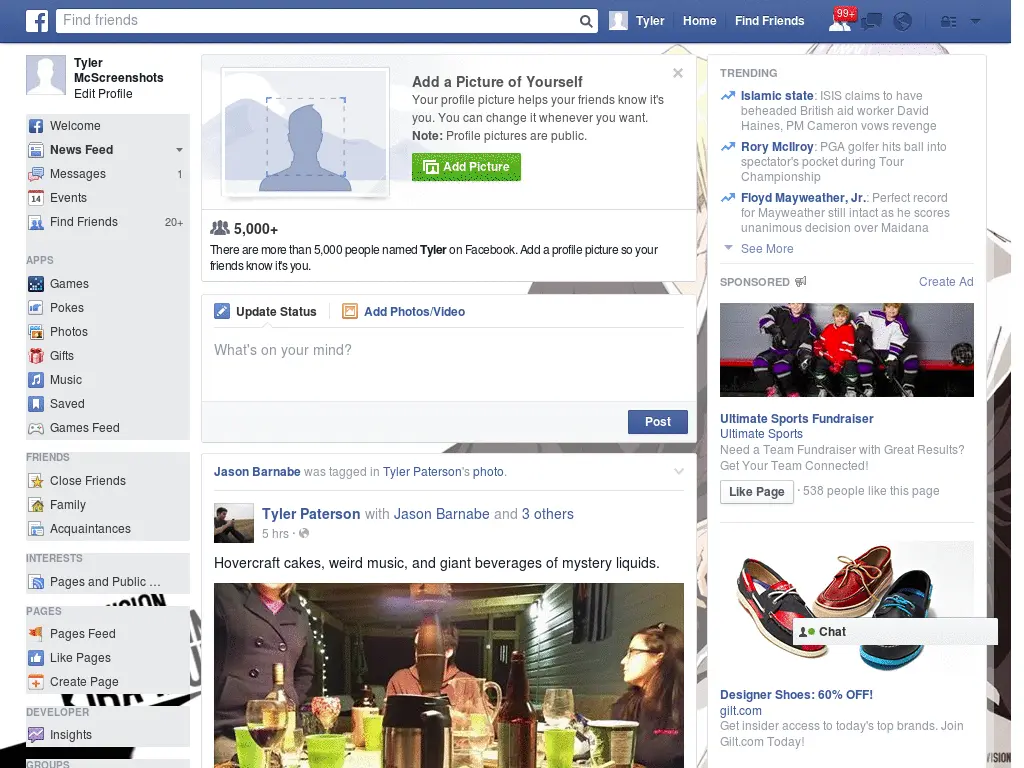 Find friends
Tyler
Home
Find Friends
99+
Tyler
McScreenshots
Edit Profile
Welcome
News Feed
Messages 1
14 Events
Find Friends 20+
APPS
Games
Pokes
Photos
Gifts
Music
Saved
Games Feed
FRIENDS
Close Friends
Family
Acquaintances
INTERESTS
Pages and Public ...
PAGES
Pages Feed
Like Pages
Create Page
DEVELOPER
Insights
GROUPS
Add a Picture of Yourself
Your profile picture helps your friends know it's
you. You can change it whenever you want.
Note: Profile pictures are public.
Add Picture
5,000+
There are more than 5,000 people named Tyler on Facebook. Add a profile picture so your
friends know it's you.
Update Status
Add Photos/Video
What's on your mind?
Post
Jason Barnabe was tagged in Tyler Paterson's photo.
Tyler Paterson with Jason Barnabe and 3 others
5 hrs ·
Hovercraft cakes, weird music, and giant beverages of mystery liquids.
TRENDING
Islamic state: ISIS claims to have
beheaded British aid worker David
Haines, PM Cameron vows revenge
Rory McIlroy: PGA golfer hits ball into
spectator's pocket during Tour
Championship
Floyd Mayweather, Jr.: Perfect record
for Mayweather still intact as he scores
unanimous decision over Maidana
See More
SPONSORED
Create Ad
Ultimate Sports Fundraiser
Ultimate Sports
Need a Team Fundraiser with Great Results?
Get Your Team Connected!
Like Page · 538 people like this page
Chat
Designer Shoes: 60% OFF!
gilt.com
Get insider access to today's top brands. Join
Gilt.com Today!